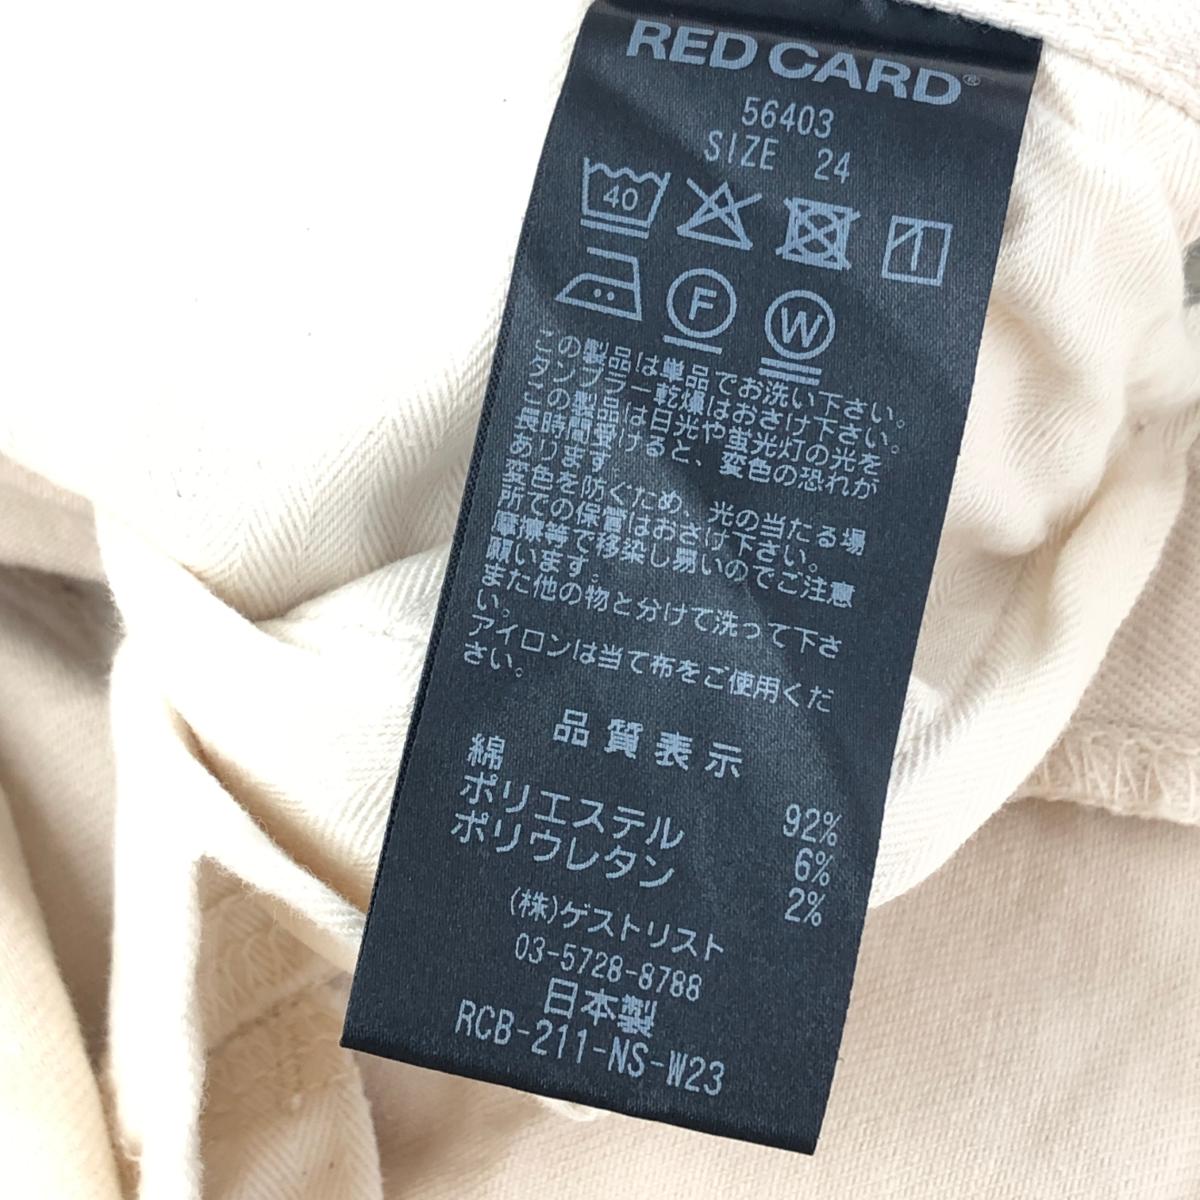 RED CARD®
56403
SIZE 24
40
F
W
この製品は単品でお洗い下さい。
タンブラー乾燥はおさけ下さい。
この製品は日光や蛍光灯の光を
長時間受けると、変色の恐れが
あります。
変色を防ぐため、光の当たる場
所での保管はおさけ下さい。
摩擦等で移染し易いのでご注意
願います。
また他の物と分けて洗って下さ
い。
アイロンは当て布をご使用くだ
さい。
品質表示
綿 92%
ポリエステル 6%
ポリウレタン 2%
(株)ゲストリスト
03-5728-8788
日本製
RCB-211-NS-W23